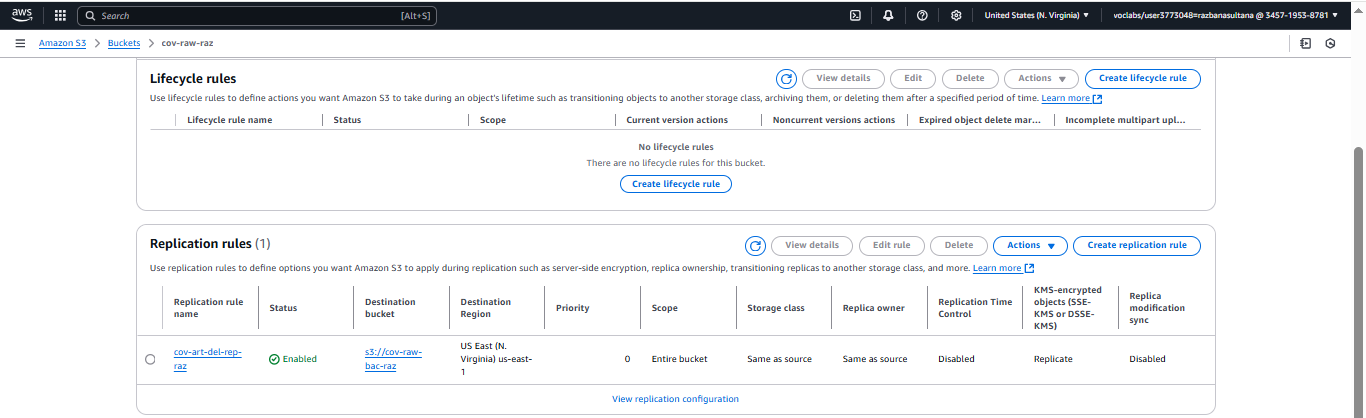 aws
Search [Alt+S]
United States (N. Virginia) ▼
voclabs/user3773048=razbanasultana @ 3457-1953-8781 ▼
Amazon S3 > Buckets > cov-raw-raz
Lifecycle rules
View details
Edit
Delete
Actions ▼
Create lifecycle rule
Use lifecycle rules to define actions you want Amazon S3 to take during an object's lifetime such as transitioning objects to another storage class, archiving them, or deleting them after a specified period of time. Learn more
Lifecycle rule name
Status
Scope
Current version actions
Noncurrent versions actions
Expired object delete mar...
Incomplete multipart upl...
No lifecycle rules
There are no lifecycle rules for this bucket.
Create lifecycle rule
Replication rules (1)
View details
Edit rule
Delete
Actions ▼
Create replication rule
Use replication rules to define options you want Amazon S3 to apply during replication such as server-side encryption, replica ownership, transitioning replicas to another storage class, and more. Learn more
Replication rule
name
Status
Destination
bucket
Destination
Region
Priority
Scope
Storage class
Replica owner
Replication Time
Control
KMS-encrypted
objects (SSE-
KMS or DSSE-
KMS)
Replica
modification
sync
cov-art-del-rep-
raz
Enabled
s3://cov-raw-
bac-raz
US East (N.
Virginia) us-east-
1
0
Entire bucket
Same as source
Same as source
Disabled
Replicate
Disabled
View replication configuration